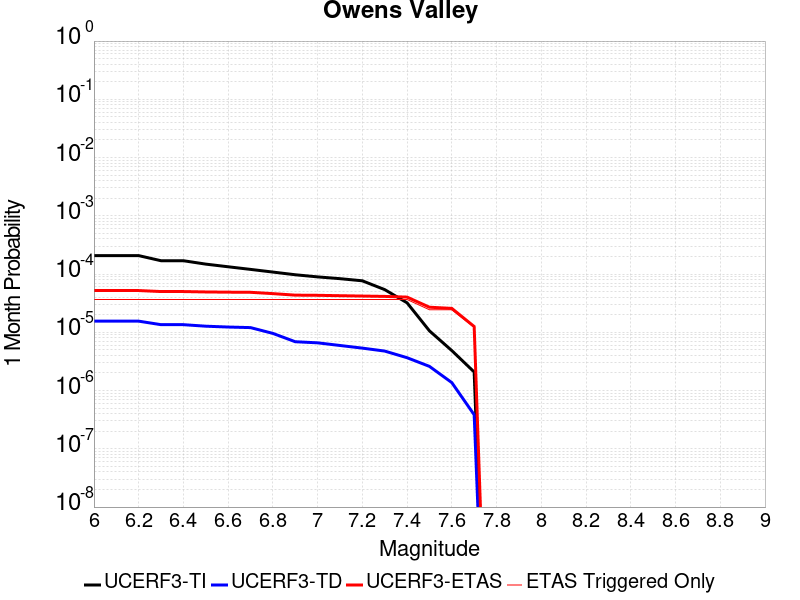 Owens Valley
1 Month Probability
10^0
10^-1
10^-2
10^-3
10^-4
10^-5
10^-6
10^-7
10^-8
6 6.2 6.4 6.6 6.8 7 7.2 7.4 7.6 7.8 8 8.2 8.4 8.6 8.8 9
Magnitude
UCERF3-TI UCERF3-TD UCERF3-ETAS ETAS Triggered Only